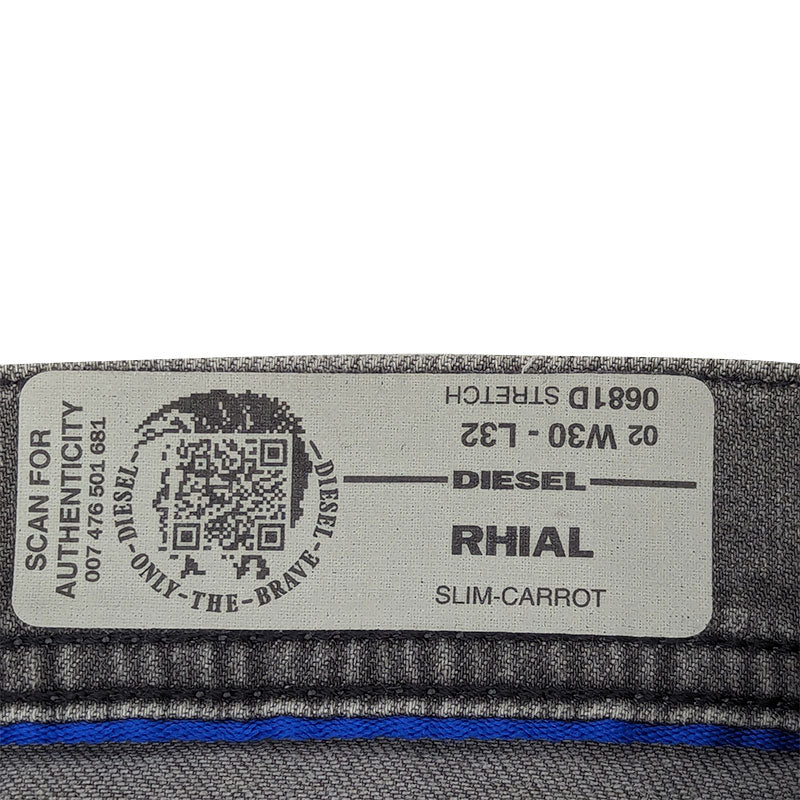 SCAN FOR
AUTHENTICITY
007 476 501 681
DIESEL
DIESEL
ONLY-THE-BRAVE
0681D STRETCH
02 W30 - L32
DIESEL
RHIAL
SLIM-CARROT